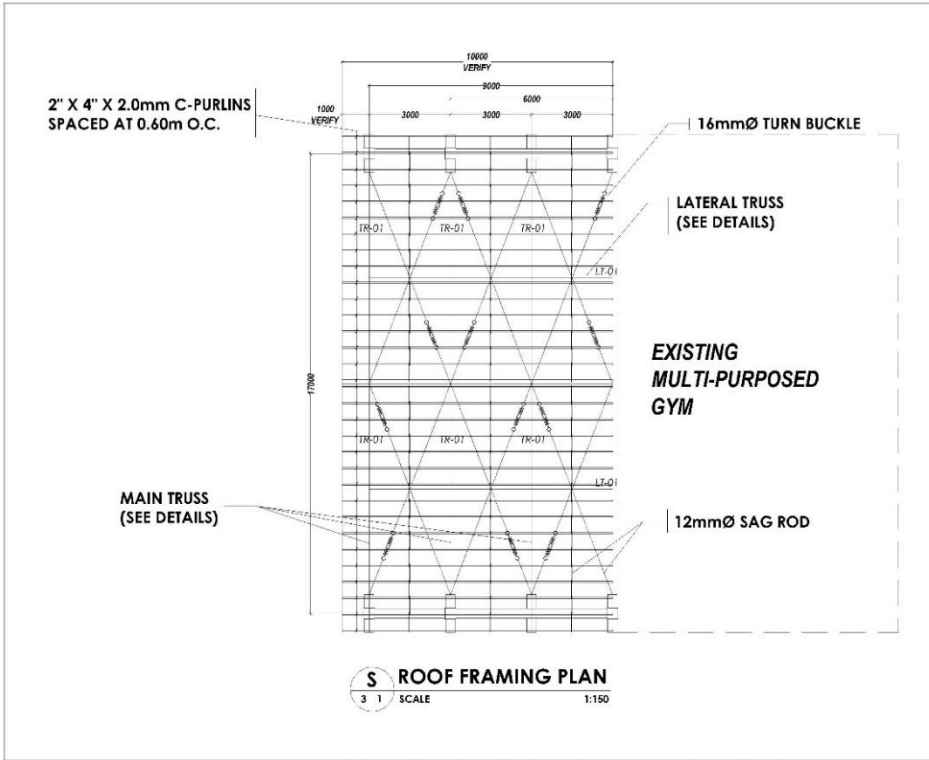 10000
VERIFY
9000
6000
1000
VERIFY
3000
3000
3000
2" X 4" X 2.0mm C-PURLINS
SPACED AT 0.60m O.C.
16mmØ TURN BUCKLE
LATERAL TRUSS
(SEE DETAILS)
TR-01
TR-01
TR-01
LT-01
EXISTING
MULTI-PURPOSED
GYM
17000
TR-01
TR-01
TR-01
LT-01
MAIN TRUSS
(SEE DETAILS)
12mmØ SAG ROD
S
3 1
ROOF FRAMING PLAN
SCALE 1:150